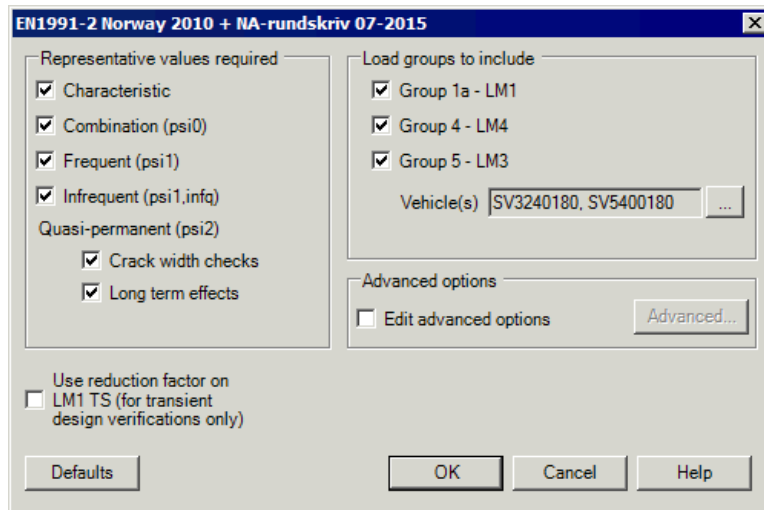 EN1991-2 Norway 2010 + NA-rundskriv 07-2015
Representative values required
Characteristic
Combination (psi0)
Frequent (psi1)
Infrequent (psi1,infq)
Quasi-permanent (psi2)
Crack width checks
Long term effects
Load groups to include
Group 1a - LM1
Group 4 - LM4
Group 5 - LM3
Vehicle(s) SV3240180, SV5400180 ...
Advanced options
Edit advanced options Advanced...
Use reduction factor on
LM1 TS (for transient
design verifications only)
Defaults OK Cancel Help